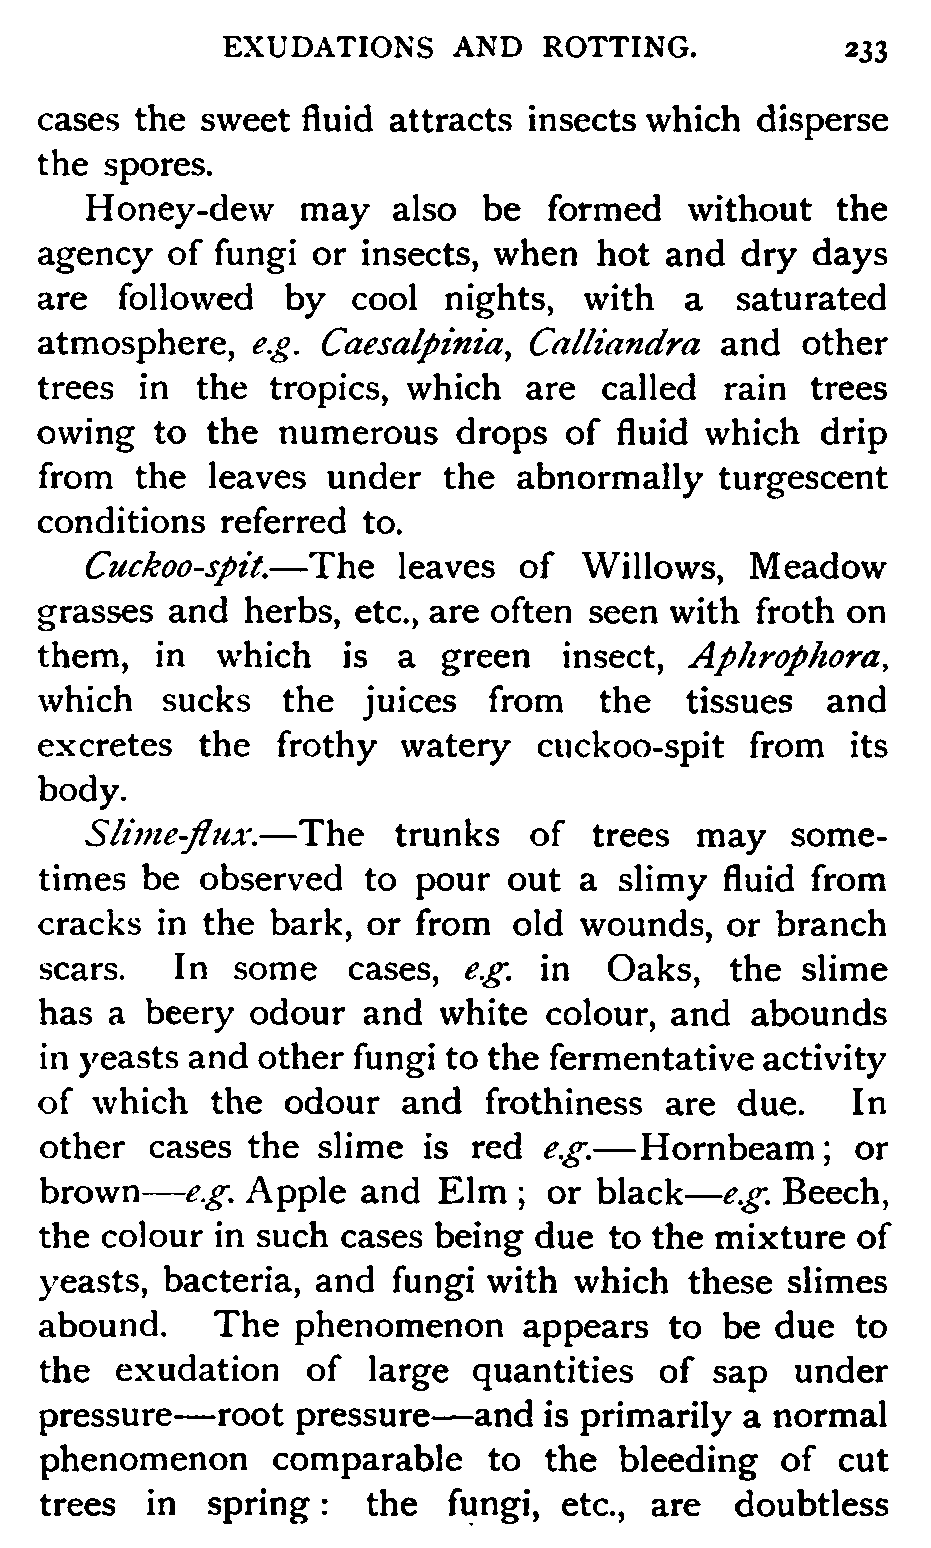 EXUDATIONS AND ROTTING. 233
cases the sweet fluid attracts insects which disperse
the spores.
Honey-dew may also be formed without the
agency of fungi or insects, when hot and dry days
are followed by cool nights, with a saturated
atmosphere, e.g. Caesalpinia, Calliandra and other
trees in the tropics, which are called rain trees
owing to the numerous drops of fluid which drip
from the leaves under the abnormally turgescent
conditions referred to.
Cuckoo-spit.—The leaves of Willows, Meadow
grasses and herbs, etc., are often seen with froth on
them, in which is a green insect, Aphrophora,
which sucks the juices from the tissues and
excretes the frothy watery cuckoo-spit from its
body.
Slime-flux.—The trunks of trees may some-
times be observed to pour out a slimy fluid from
cracks in the bark, or from old wounds, or branch
scars. In some cases, e.g. in Oaks, the slime
has a beery odour and white colour, and abounds
in yeasts and other fungi to the fermentative activity
of which the odour and frothiness are due. In
other cases the slime is red e.g.—Hornbeam; or
brown—e.g. Apple and Elm; or black—e.g. Beech,
the colour in such cases being due to the mixture of
yeasts, bacteria, and fungi with which these slimes
abound. The phenomenon appears to be due to
the exudation of large quantities of sap under
pressure—root pressure—and is primarily a normal
phenomenon comparable to the bleeding of cut
trees in spring: the fungi, etc., are doubtless